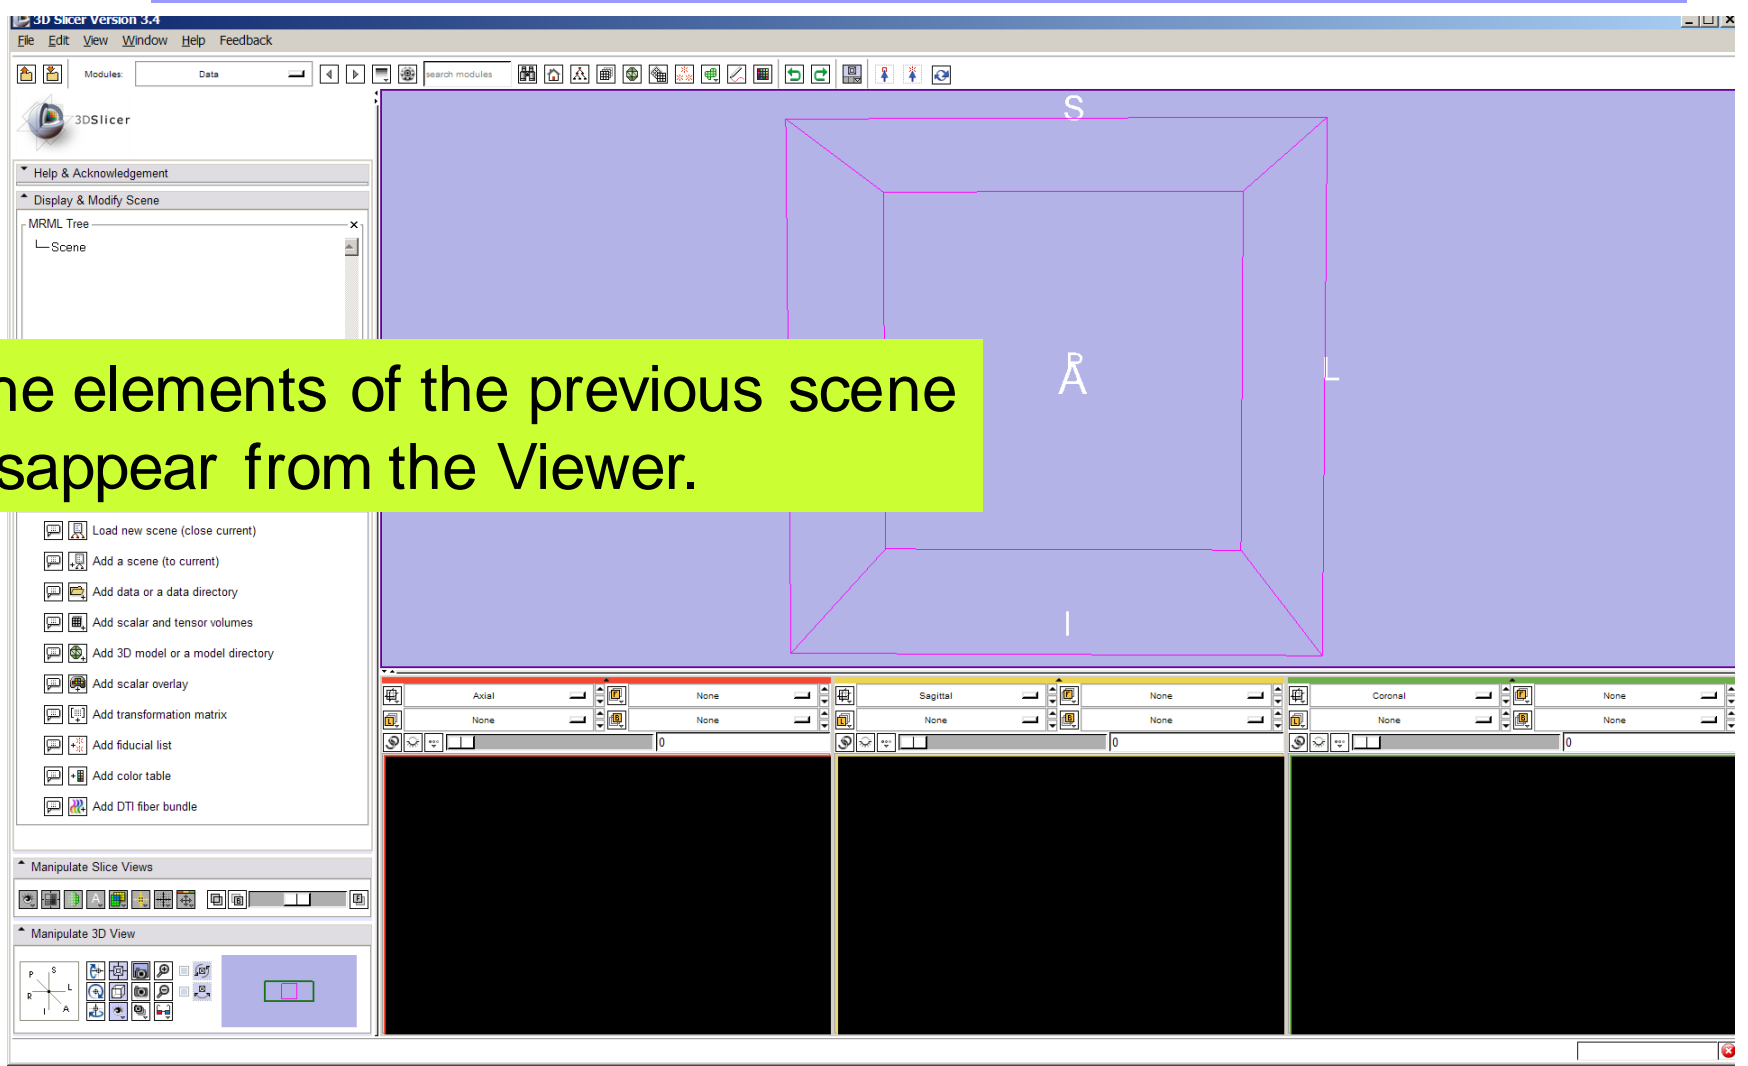 3D Slicer Version 3.4
File Edit View Window Help Feedback
Modules: Data search modules
3DSlicer
Help & Acknowledgement
Display & Modify Scene
MRML Tree
Scene
S
R
A
L
I
he elements of the previous scene
sappear from the Viewer.
Load new scene (close current)
Add a scene (to current)
Add data or a data directory
Add scalar and tensor volumes
Add 3D model or a model directory
Add scalar overlay
Add transformation matrix
Add fiducial list
Add color table
Add DTI fiber bundle
Axial None Sagittal None Coronal None
None None None None None None
0 0 0
Manipulate Slice Views
Manipulate 3D View
P S
R L
I A